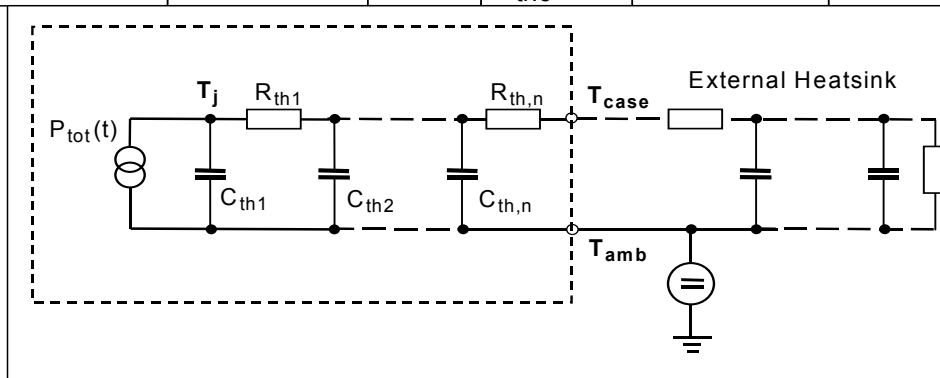 External Heatsink
T_j
R_th1
R_th,n
T_case
P_tot(t)
C_th1
C_th2
C_th,n
T_amb